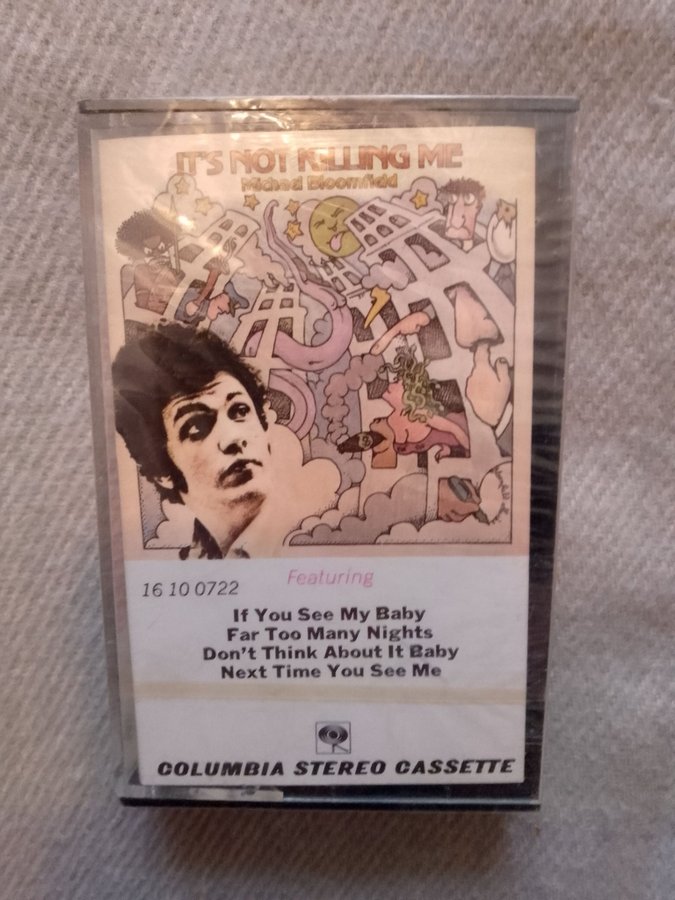 IT'S NOT KILLING ME
Michael Bloomfield
Featuring
16 10 0722
If You See My Baby
Far Too Many Nights
Don't Think About It Baby
Next Time You See Me
COLUMBIA STEREO CASSETTE